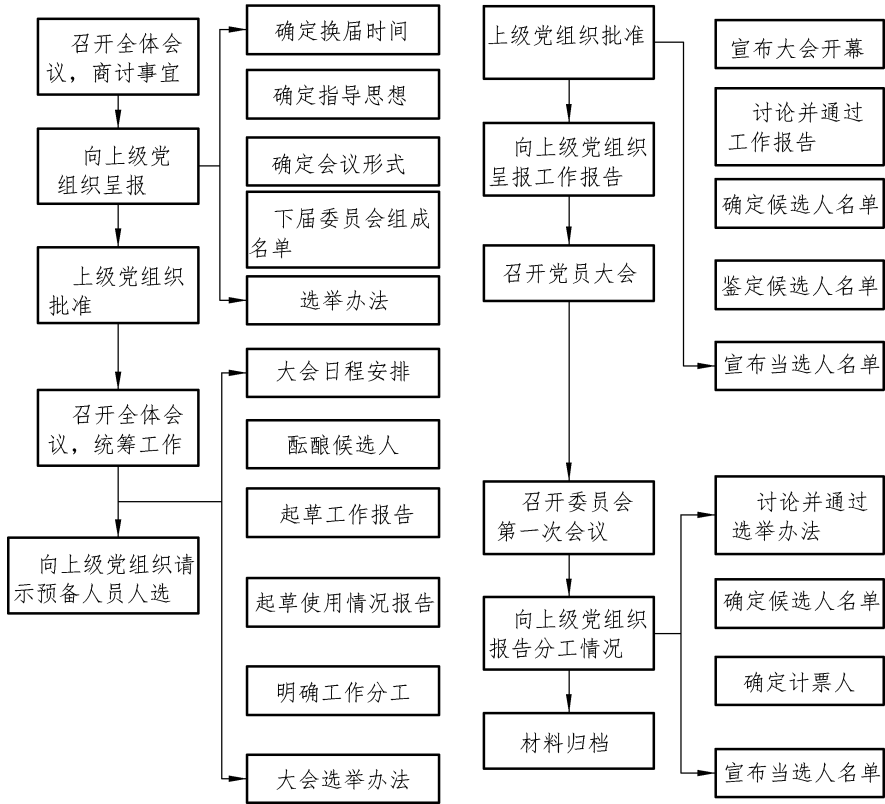 召开全体会
议，商讨事宜
向上级党
组织呈报
上级党组织
批准
召开全体会
议，统筹工作
向上级党组织请
示预备人员人选
确定换届时间
确定指导思想
确定会议形式
下届委员会组成
名单
选举办法
大会日程安排
酝酿候选人
起草工作报告
起草使用情况报告
明确工作分工
大会选举办法
上级党组织批准
向上级党组织
呈报工作报告
召开党员大会
召开委员会
第一次会议
向上级党组织
报告分工情况
材料归档
宣布大会开幕
讨论并通过
工作报告
确定候选人名单
鉴定候选人名单
宣布当选人名单
讨论并通过
选举办法
确定候选人名单
确定计票人
宣布当选人名单